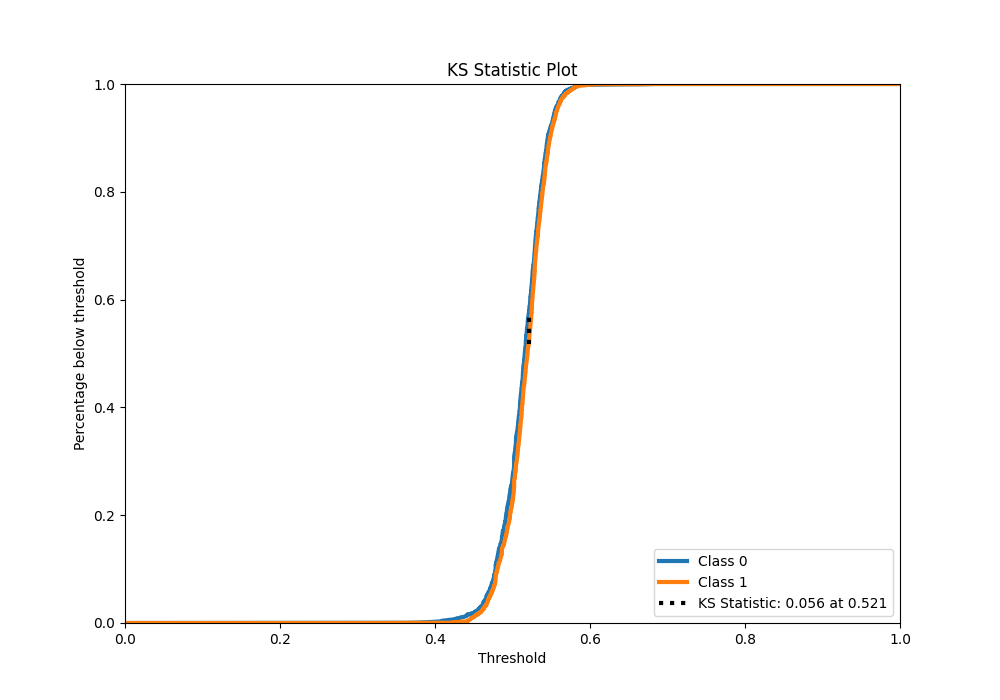 KS Statistic Plot
1.0
0.8
0.6
0.4
0.2
0.0
Percentage below threshold
0.0 0.2 0.4 0.6 0.8 1.0
Threshold
Class 0
Class 1
KS Statistic: 0.056 at 0.521